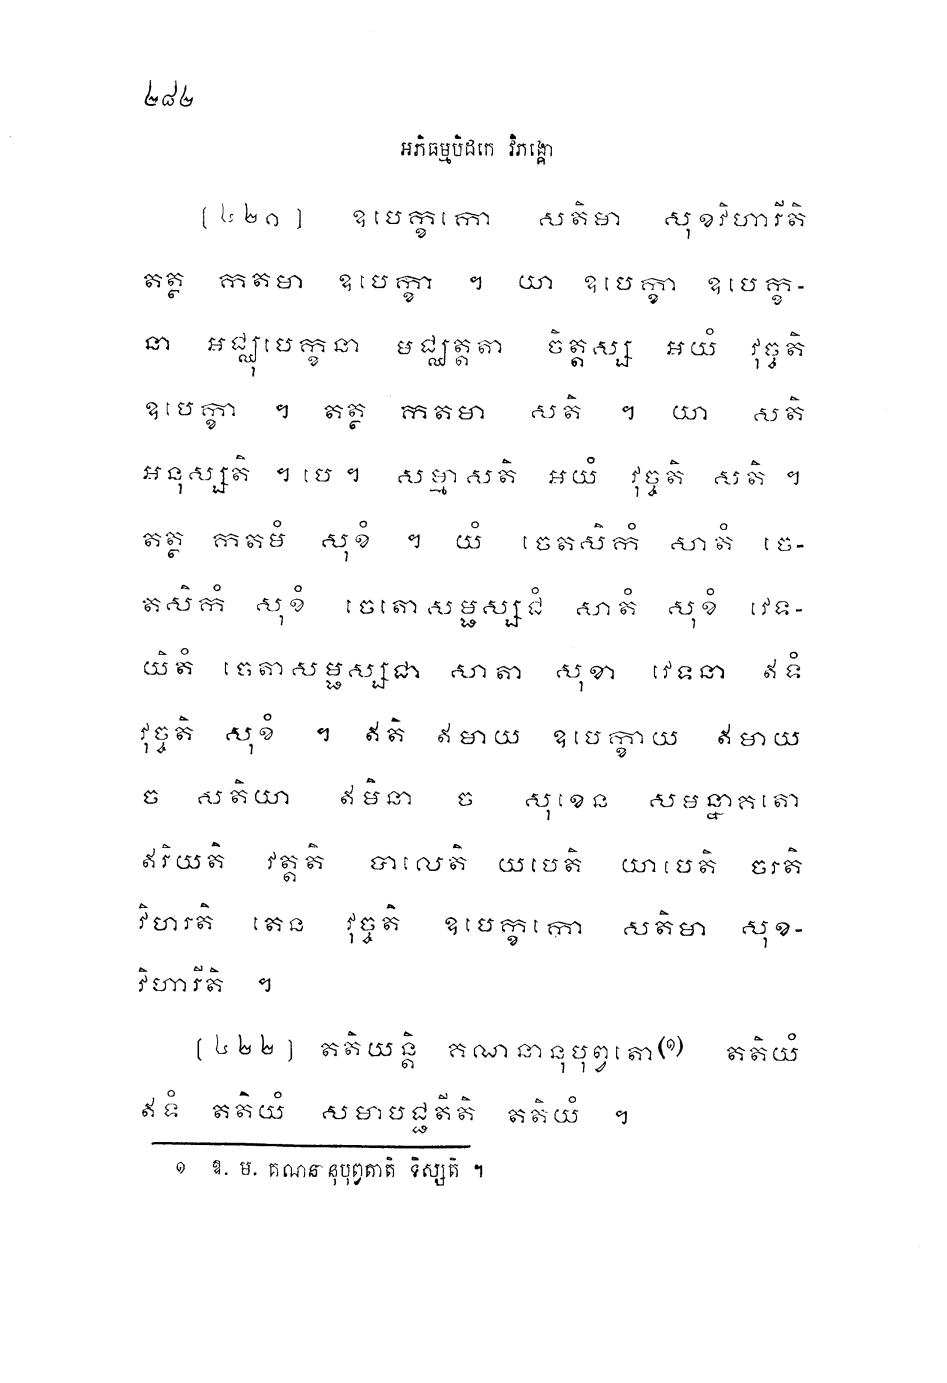 ២៨២
អភិធម្មបិដកេ វិភង្គោ
[៤២១] ឧបេក្ខកោ សតិមា សុខវិហារីតិ
តត្ថ កតមា ឧបេក្ខា ។ យា ឧបេក្ខា ឧបេក្ខ-
នា អជ្ឈុបេក្ខនា មជ្ឈត្តតា ចិត្តស្ស អយំ វុច្ចតិ
ឧបេក្ខា ។ តត្ថ កតមា សតិ ។ យា សតិ
អនុស្សតិ ។ បេ ។ សម្មាសតិ អយំ វុច្ចតិ សតិ ។
តត្ថ កតមំ សុខំ ។ យំ ចេតសិកំ សាតំ ចេ-
តសិកំ សុខំ ចេតោសម្ផស្សជំ សាតំ សុខំ វេទ-
យិតំ ចេតោសម្ផស្សជា សាតា សុខា វេទនា ឥទំ
វុច្ចតិ សុខំ ។ ឥតិ ឥមាយ ឧបេក្ខាយ ឥមាយ
ច សតិយា ឥមិនា ច សុខេន សមន្នាគតោ
ឥរិយតិ វត្តតិ បាលេតិ យបេតិ យាបេតិ ចរតិ
វិហរតិ តេន វុច្ចតិ ឧបេក្ខកោ សតិមា សុខ-
វិហារីតិ ។
[៤២២] តតិយន្តិ គណនានុបុព្វតោ(១) តតិយំ
ឥទំ តតិយំ សមាបជ្ជតីតិ តតិយំ ។
១ ឱ. ម. គណនានុបុព្វតាតិ ទិស្សតិ ។